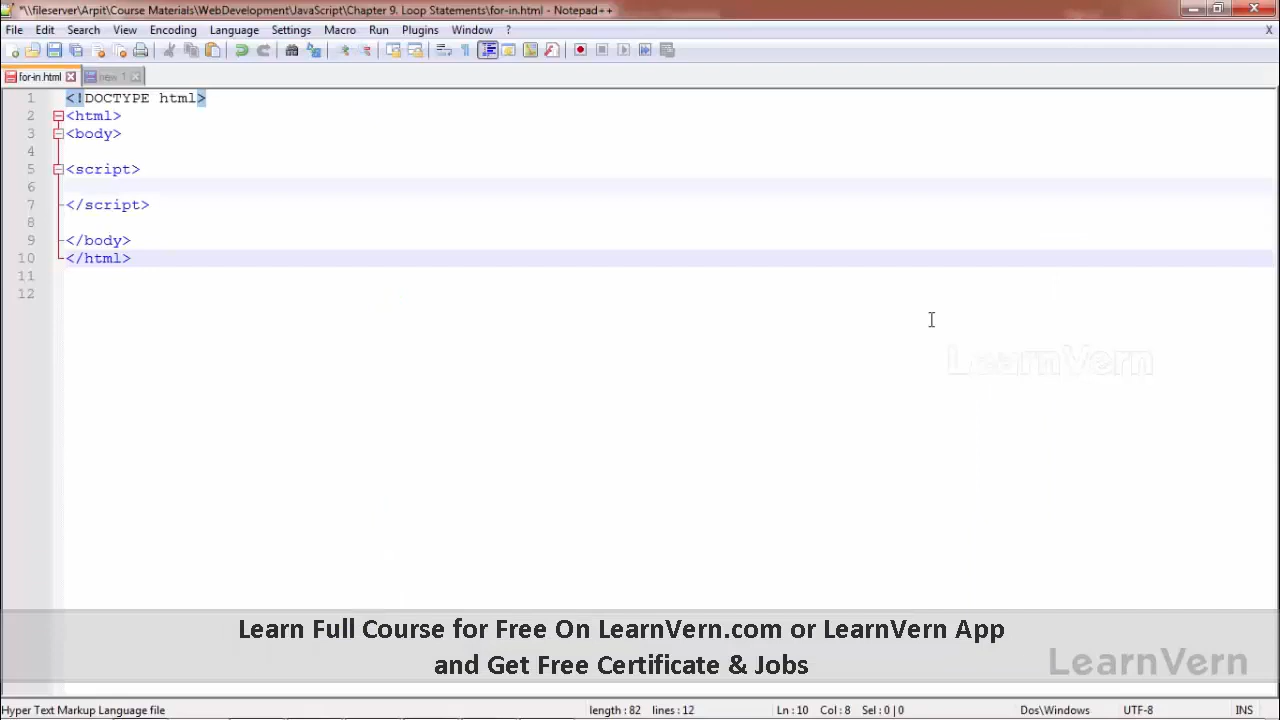 *\\fileserver\Arpit\Course Materials\WebDevelopment\JavaScript\Chapter 9. Loop Statements\for-in.html - Notepad++
File Edit Search View Encoding Language Settings Macro Run Plugins Window ? X
for-in.html new 1
1 <!DOCTYPE html>
2 <html>
3 <body>
4
5 <script>
6
7 </script>
8
9 </body>
10 </html>
11
12
LearnVern
Learn Full Course for Free On LearnVern.com or LearnVern App
and Get Free Certificate & Jobs
LearnVern
Hyper Text Markup Language file length : 82 lines : 12 Ln : 10 Col : 8 Sel : 0 | 0 Dos\Windows UTF-8 INS